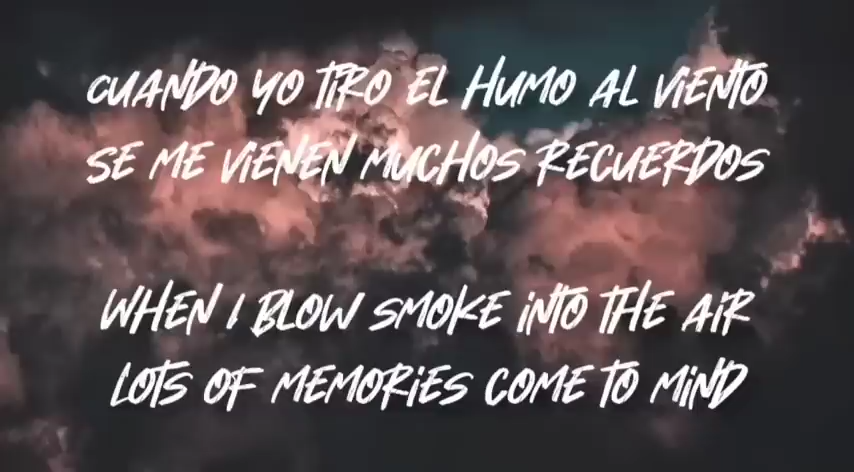 CUANDO YO TIRO EL HUMO AL VIENTO
SE ME VIENEN MUCHOS RECUERDOS
WHEN I BLOW SMOKE INTO THE AIR
LOTS OF MEMORIES COME TO MIND